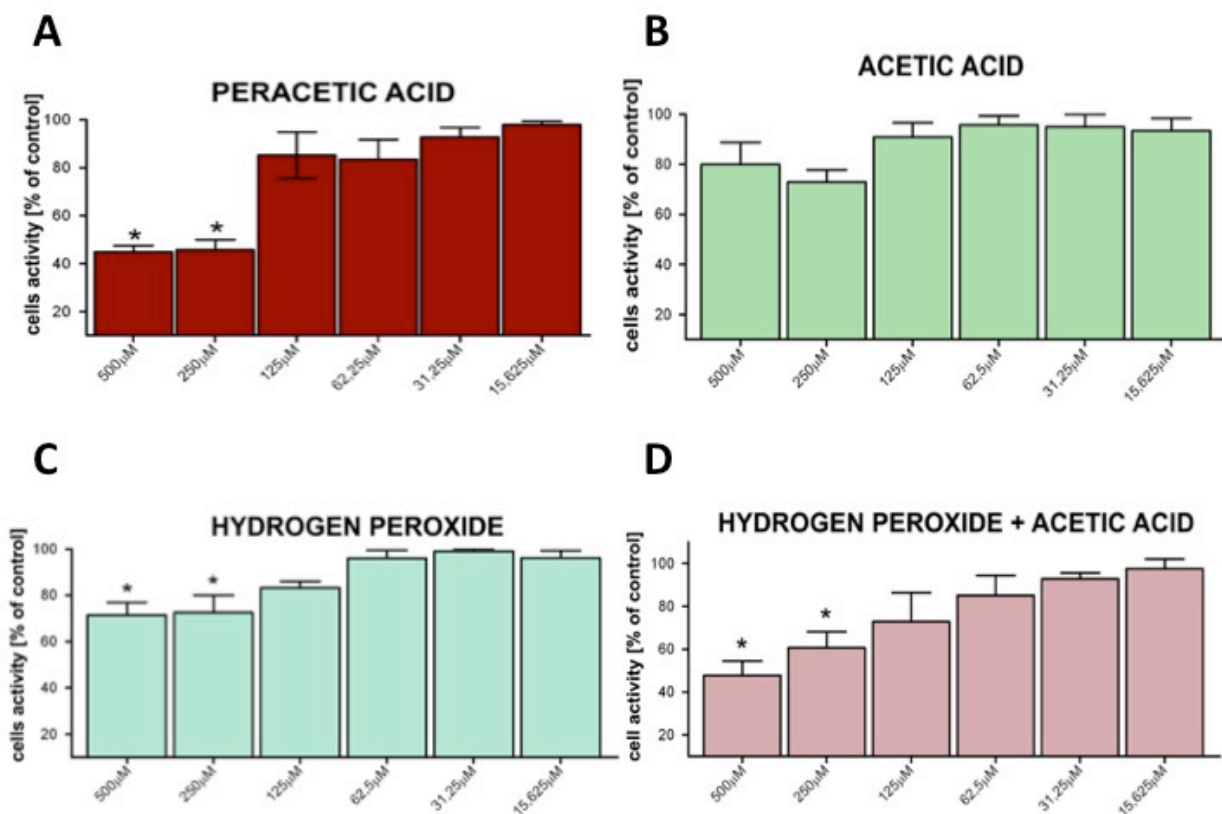 A
PERACETIC ACID
cells activity [% of control]
100
80
60
40
20
*
*
500µM
250µM
125µM
62,25µM
31,25µM
15,625µM
B
ACETIC ACID
cells activity [% of control]
100
80
60
40
20
500µM
250µM
125µM
62,5µM
31,25µM
15,625µM
C
HYDROGEN PEROXIDE
cells activity [% of control]
100
80
60
40
20
*
*
500µM
250µM
125µM
62,5µM
31,25µM
15,625µM
D
HYDROGEN PEROXIDE + ACETIC ACID
cell activity [% of control]
100
80
60
40
20
*
*
500µM
250µM
125µM
62,5µM
31,25µM
15,625µM